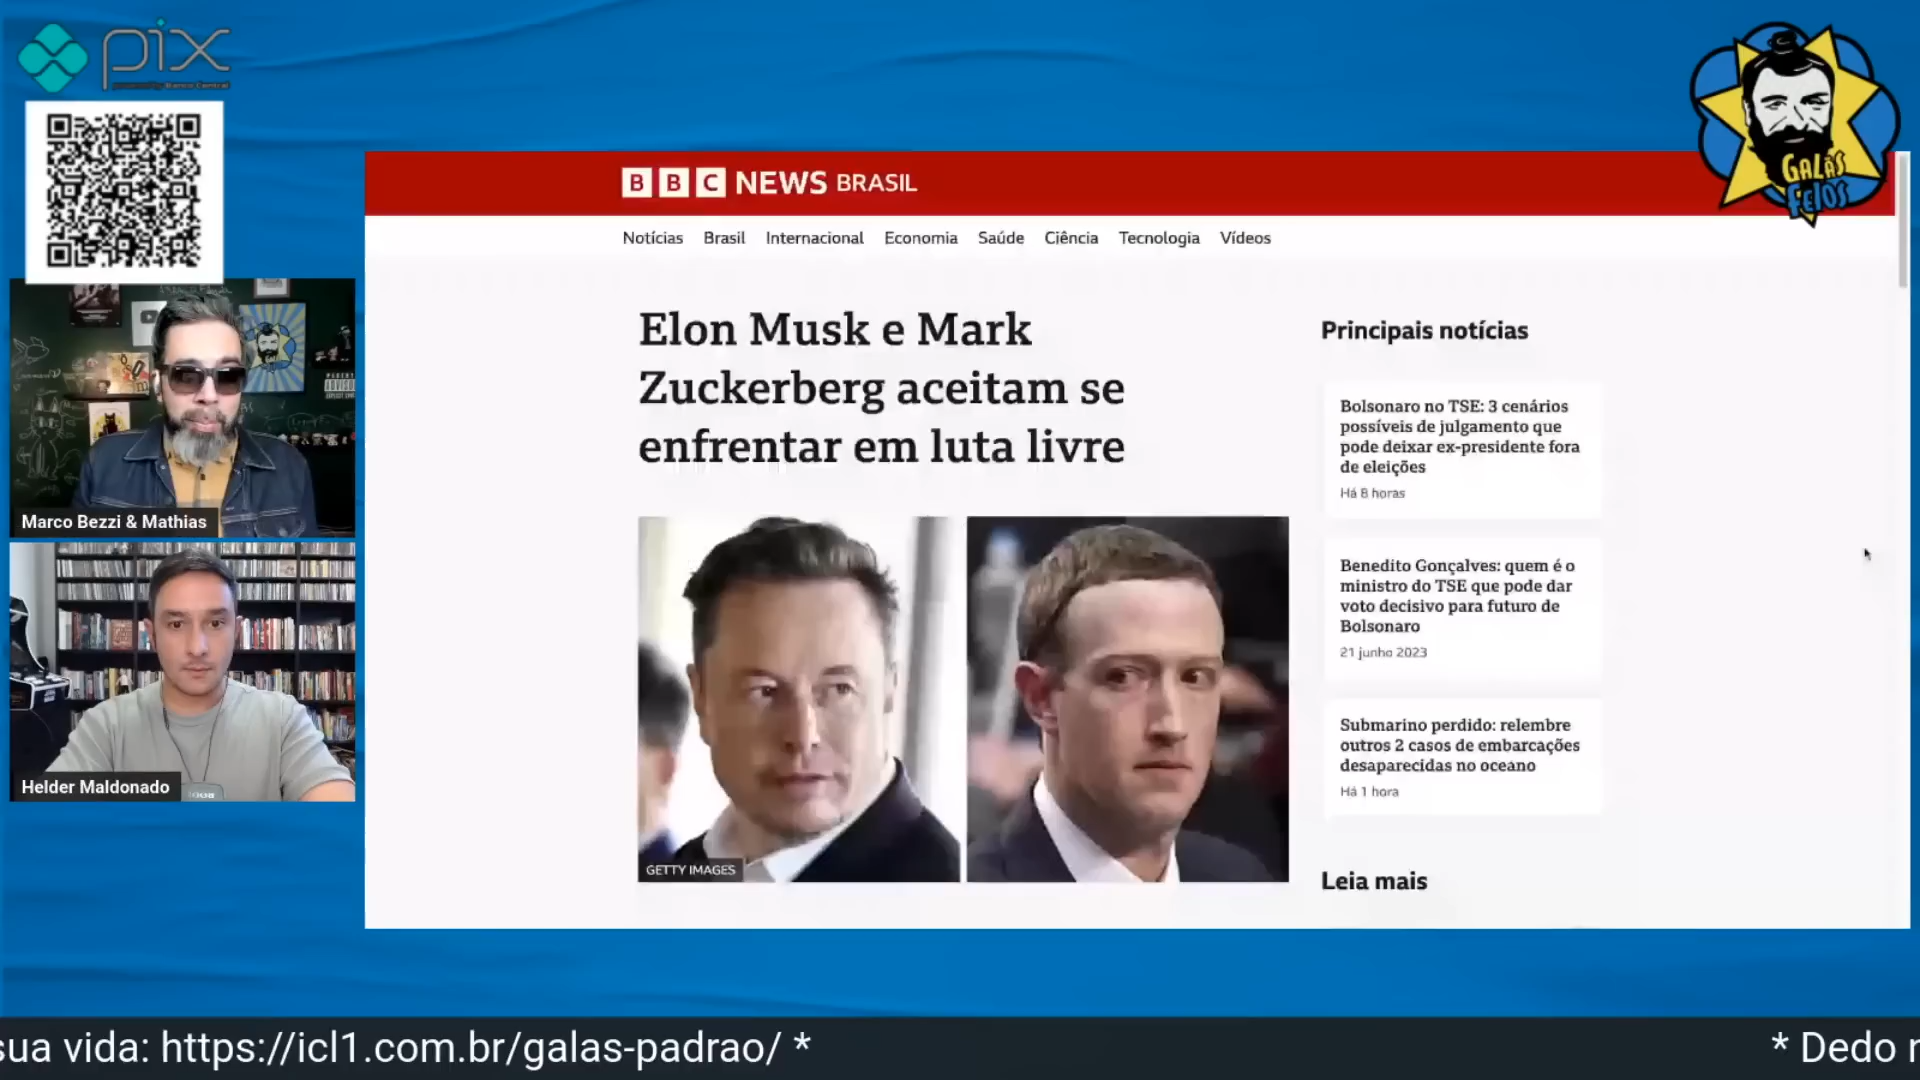 pix
powered by Banco Central
GALÃS
FEIOS
BBC NEWS BRASIL
Notícias Brasil Internacional Economia Saúde Ciência Tecnologia Vídeos
Elon Musk e Mark
Zuckerberg aceitam se
enfrentar em luta livre
GETTY IMAGES
Principais notícias
Bolsonaro no TSE: 3 cenários
possíveis de julgamento que
pode deixar ex-presidente fora
de eleições
Há 8 horas
Benedito Gonçalves: quem é o
ministro do TSE que pode dar
voto decisivo para futuro de
Bolsonaro
21 junho 2023
Submarino perdido: relembre
outros 2 casos de embarcações
desaparecidas no oceano
Há 1 hora
Leia mais
Marco Bezzi & Mathias
Helder Maldonado
sua vida: https://icl1.com.br/galas-padrao/ *
* Dedo